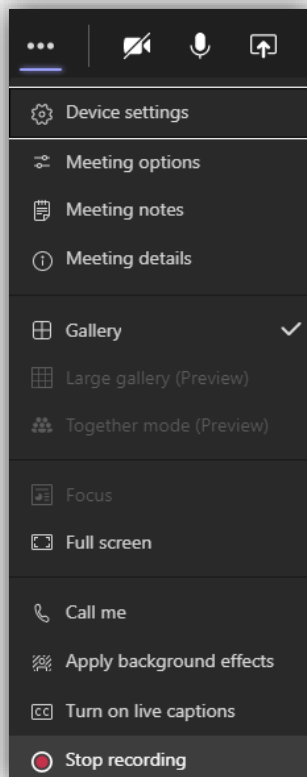 Device settings
Meeting options
Meeting notes
Meeting details
Gallery
Large gallery (Preview)
Together mode (Preview)
Focus
Full screen
Call me
Apply background effects
CC Turn on live captions
Stop recording